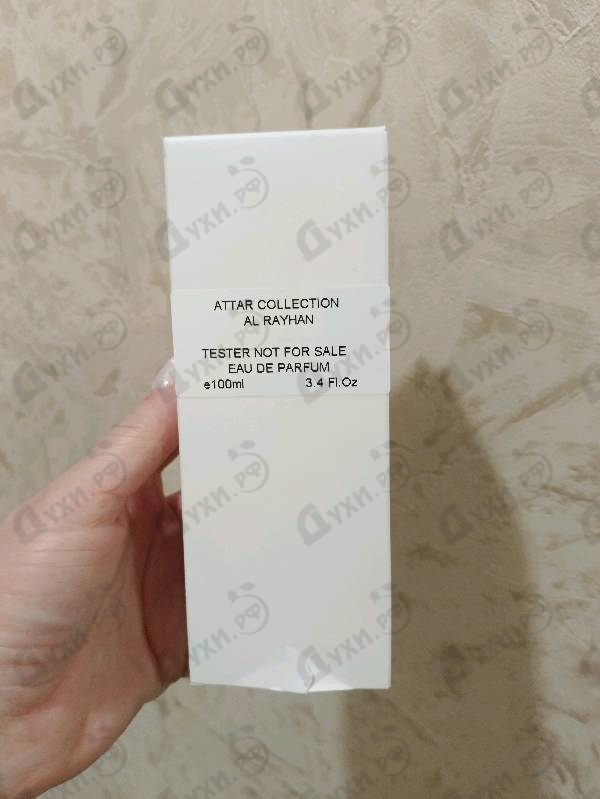 ATTAR COLLECTION
AL RAYHAN
TESTER NOT FOR SALE
EAU DE PARFUM
e100ml 3.4 Fl.Oz
Духи.рф